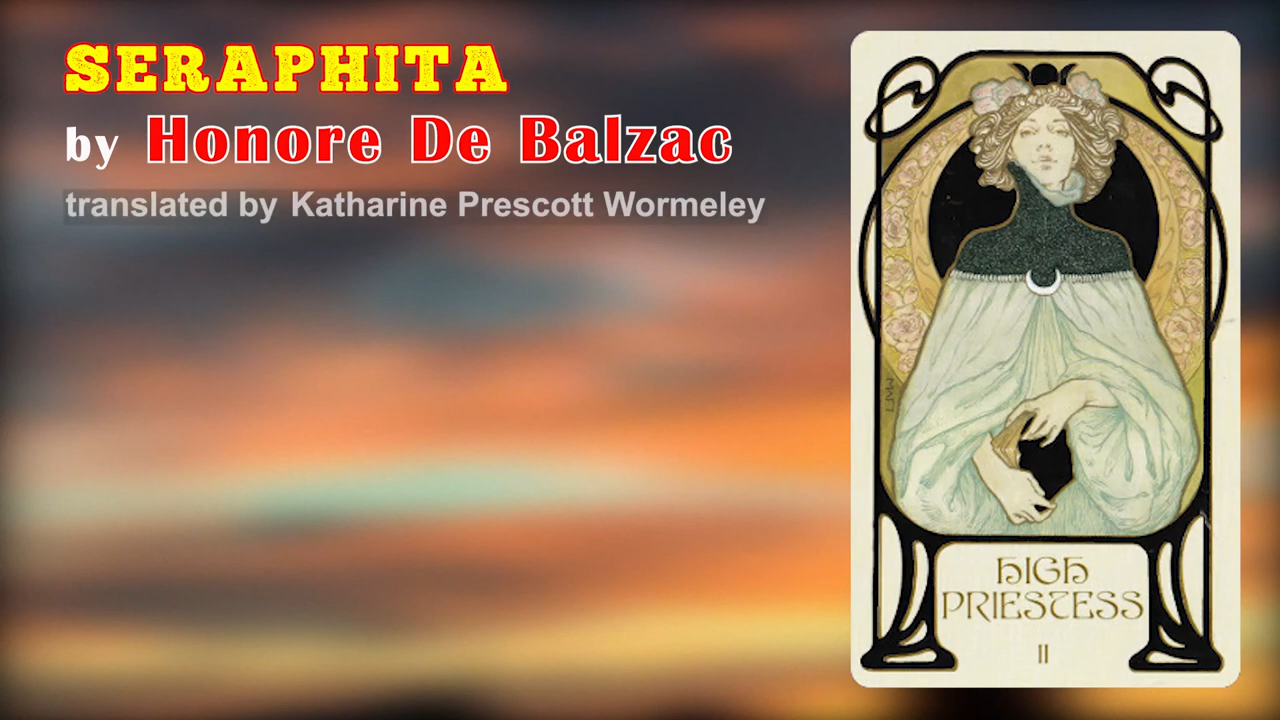 SERAPHITA
by Honore De Balzac
translated by Katharine Prescott Wormeley
HIGH
PRIESTESS
II